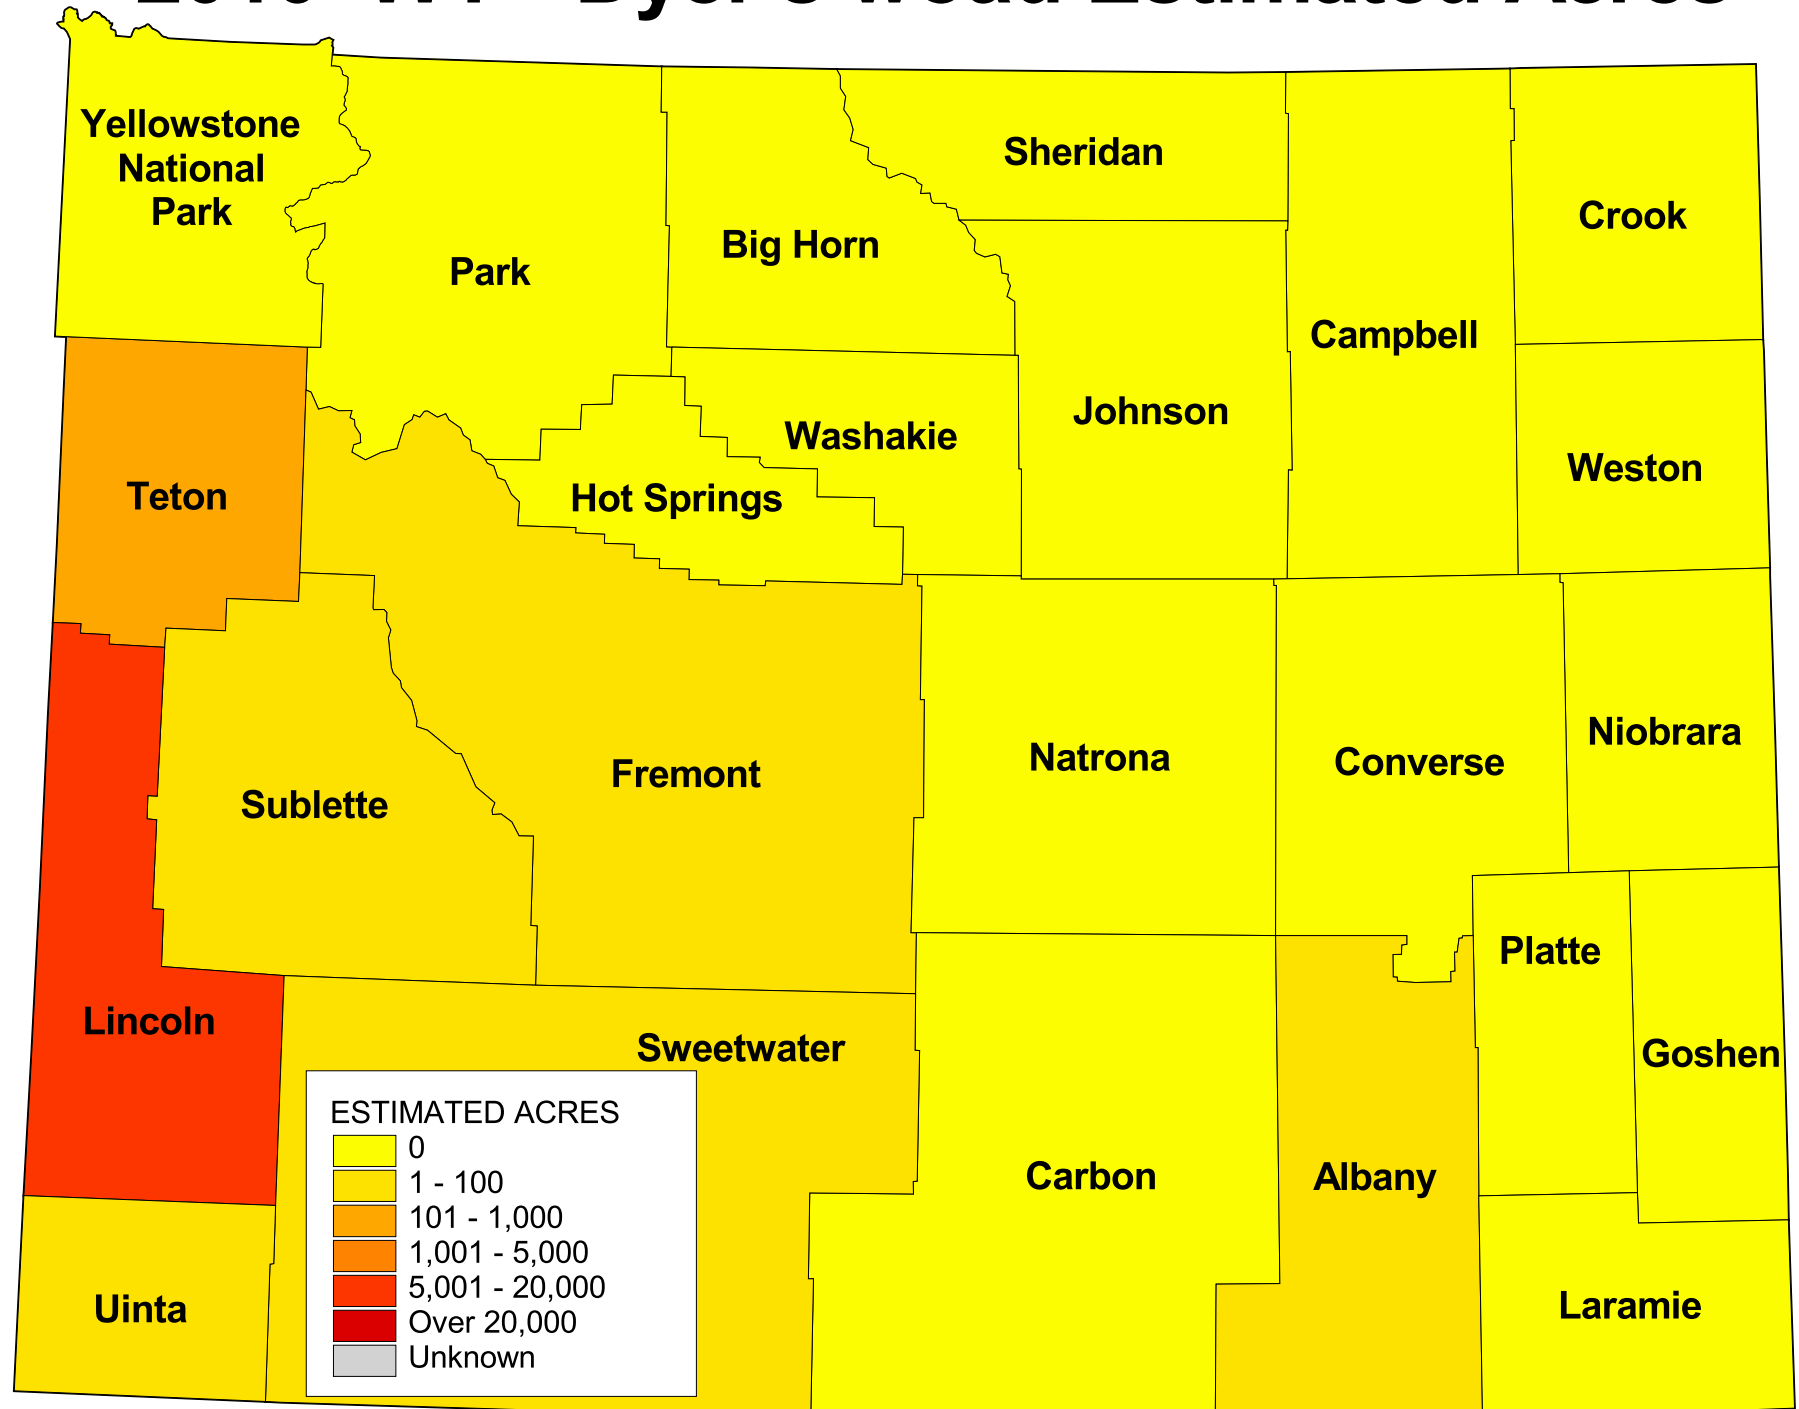 Yellowstone
National
Park
Park
Big Horn
Sheridan
Campbell
Crook
Teton
Hot Springs
Washakie
Johnson
Weston
Sublette
Fremont
Natrona
Converse
Niobrara
Lincoln
Sweetwater
Platte
Goshen
Carbon
Albany
Uinta
Laramie
ESTIMATED ACRES
0
1 - 100
101 - 1,000
1,001 - 5,000
5,001 - 20,000
Over 20,000
Unknown